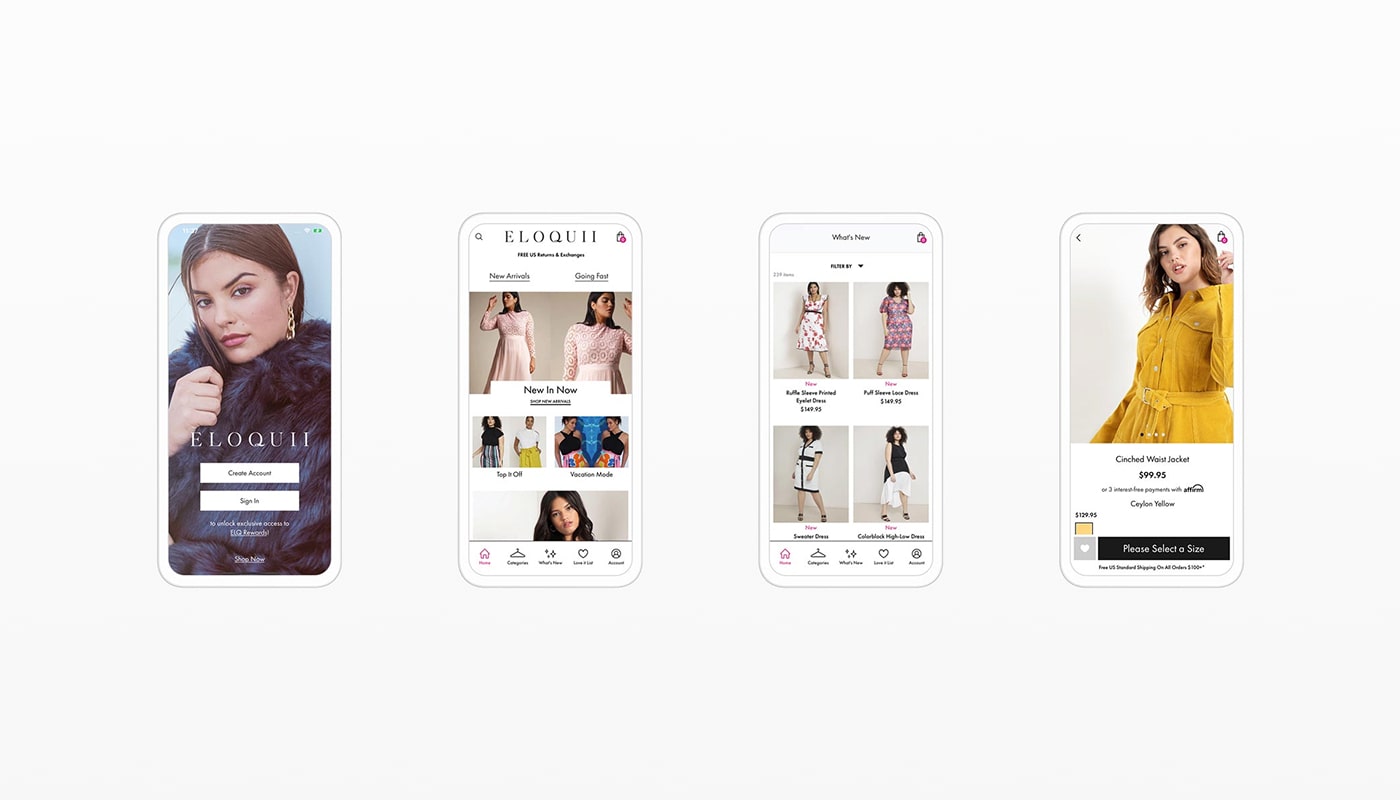 11:37
ELOQUII
Create Account
Sign In
to unlock exclusive access to
ELQ Rewards!
Shop Now
ELOQUII
FREE US Returns & Exchanges
New Arrivals
Going Fast
New In Now
SHOP NEW ARRIVALS
Top It Off
Vacation Mode
Home
Categories
What's New
Love it List
Account
What's New
FILTER BY
239 items
New
Ruffle Sleeve Printed
Eyelet Dress
$149.95
New
Puff Sleeve Lace Dress
$149.95
New
Sweater Dress
New
Colorblock High-Low Dress
Home
Categories
What's New
Love it List
Account
Cinched Waist Jacket
$99.95
or 3 interest-free payments with affirm
Ceylon Yellow
$129.95
Please Select a Size
Free US Standard Shipping On All Orders $100+*